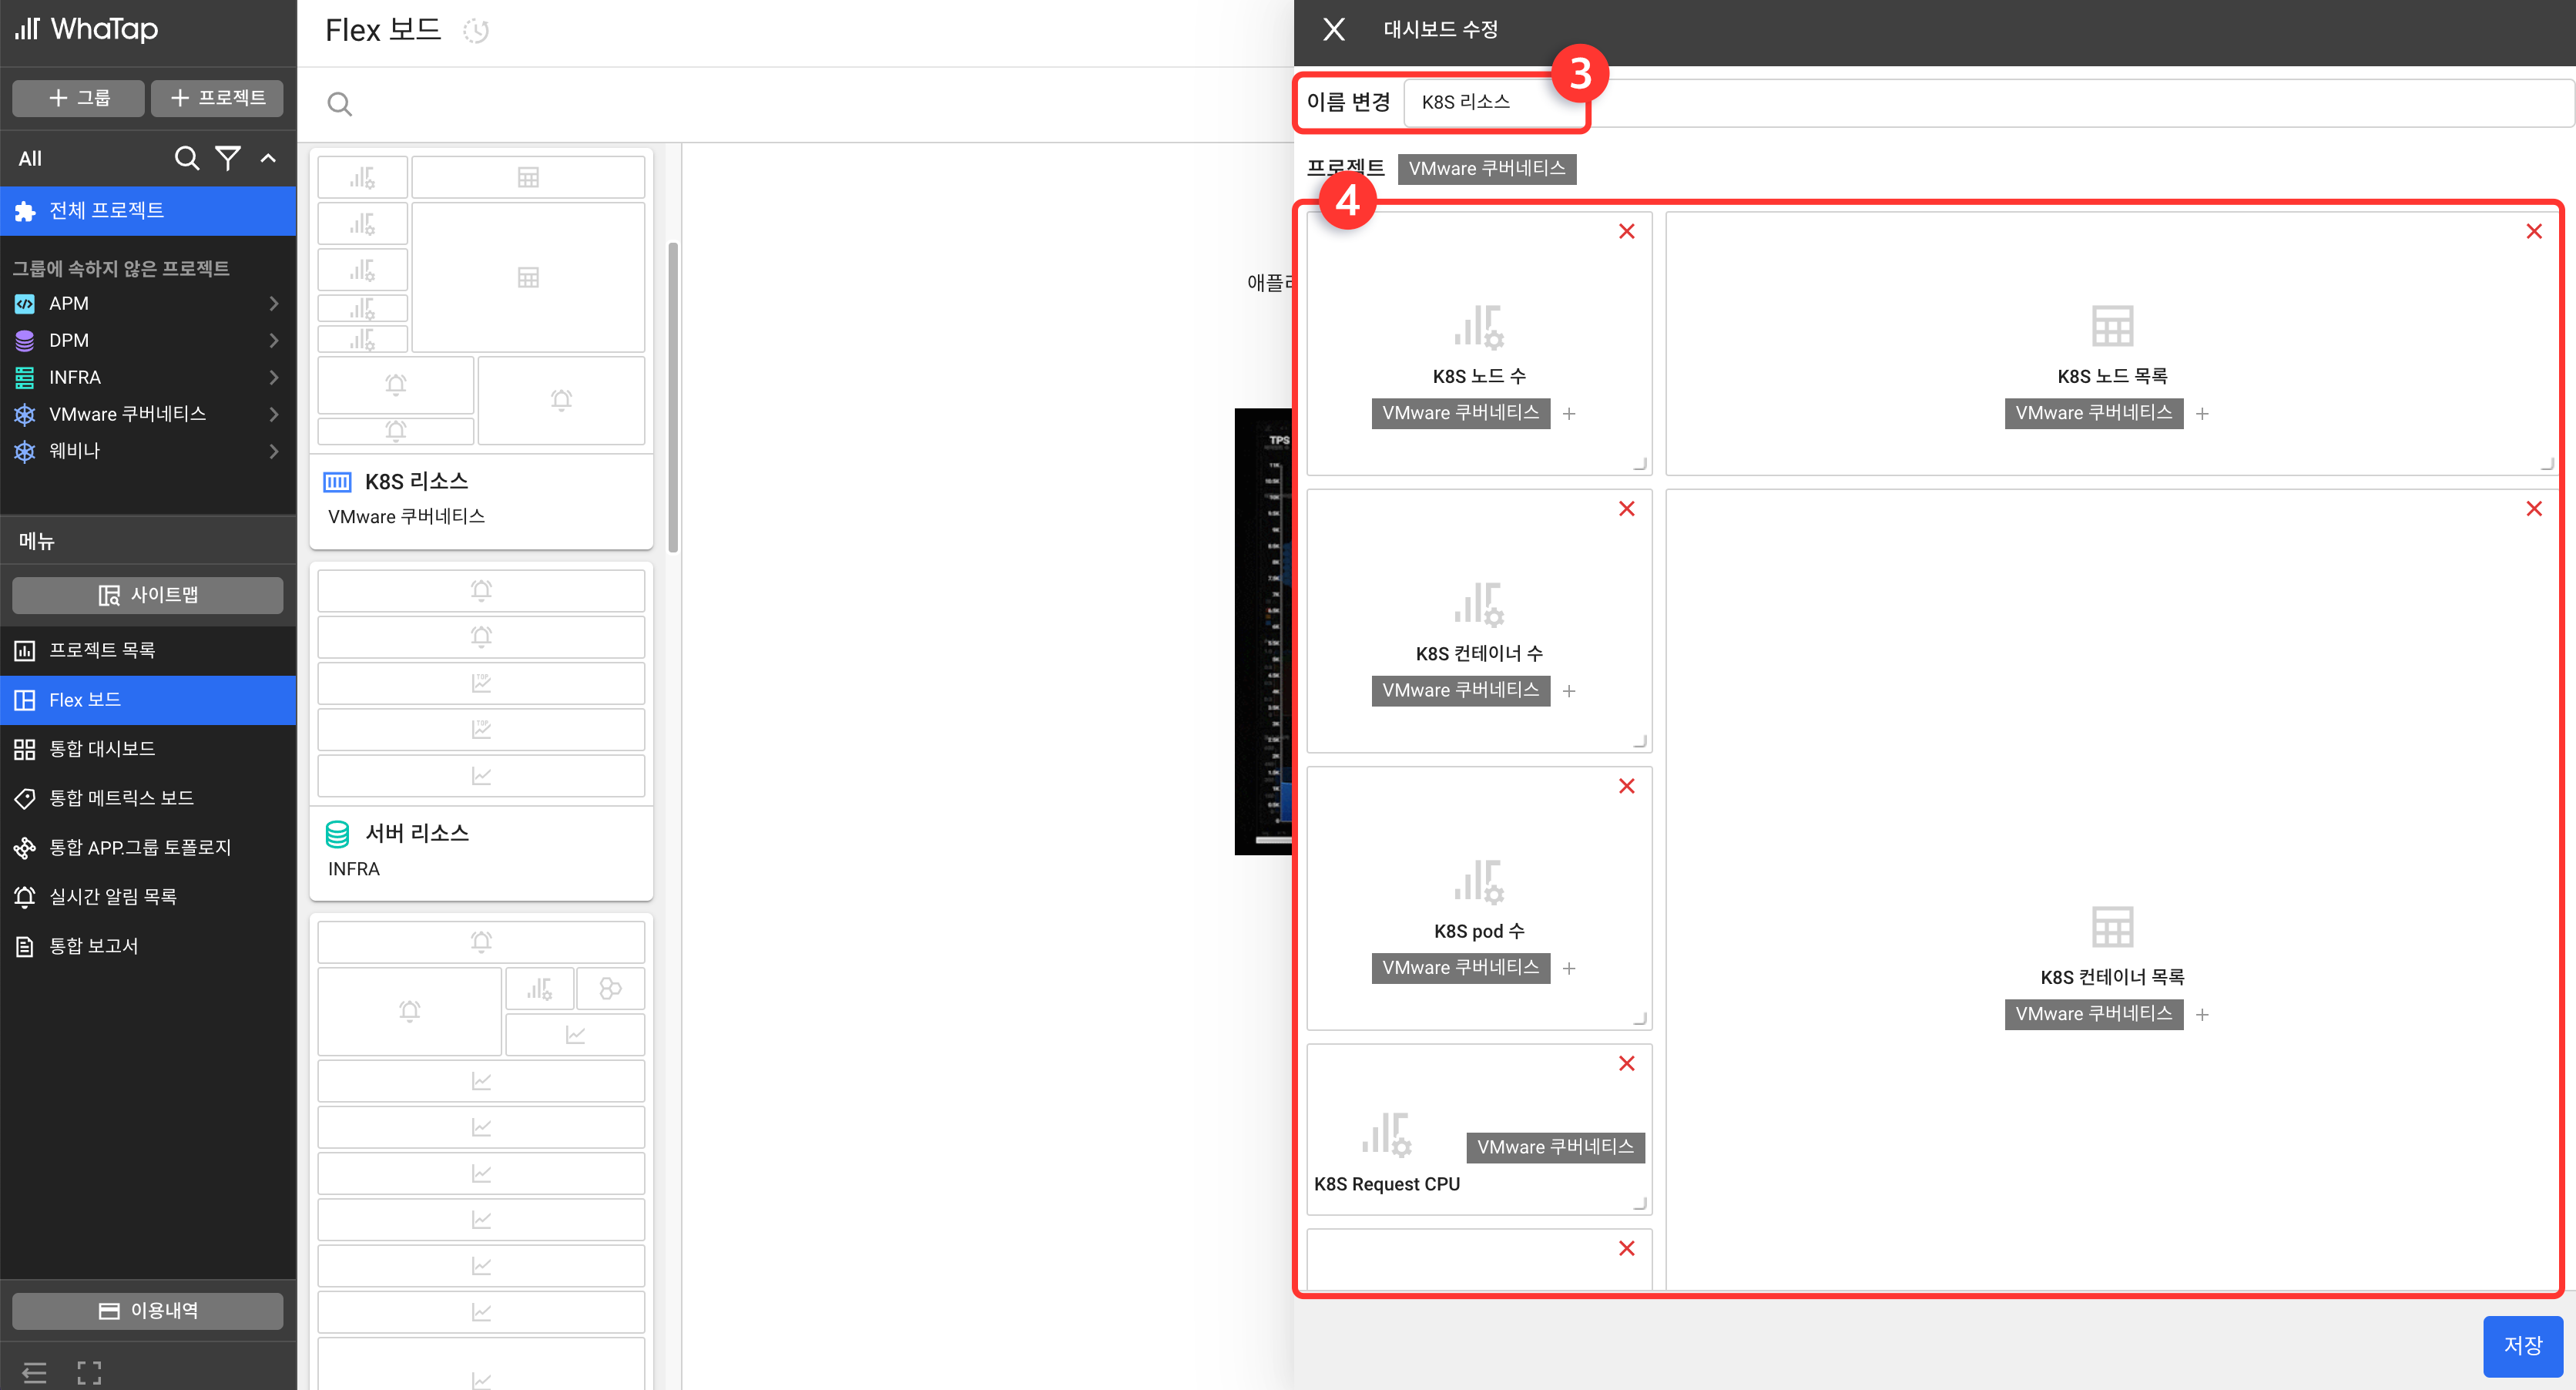 WhaTap
그룹
프로젝트
All
전체 프로젝트
그룹에 속하지 않은 프로젝트
APM
DPM
INFRA
VMware 쿠버네티스
웨비나
메뉴
사이트맵
프로젝트 목록
Flex 보드
통합 대시보드
통합 메트릭스 보드
통합 APP.그룹 토폴로지
실시간 알림 목록
통합 보고서
이용내역
Flex 보드
K8S 리소스
VMware 쿠버네티스
서버 리소스
INFRA
TPS
대시보드 수정
3
이름 변경
K8S 리소스
프로젝트
VMware 쿠버네티스
4
K8S 노드 수
VMware 쿠버네티스 +
K8S 노드 목록
VMware 쿠버네티스 +
K8S 컨테이너 수
VMware 쿠버네티스 +
K8S pod 수
VMware 쿠버네티스 +
K8S 컨테이너 목록
VMware 쿠버네티스 +
VMware 쿠버네티스
K8S Request CPU
저장